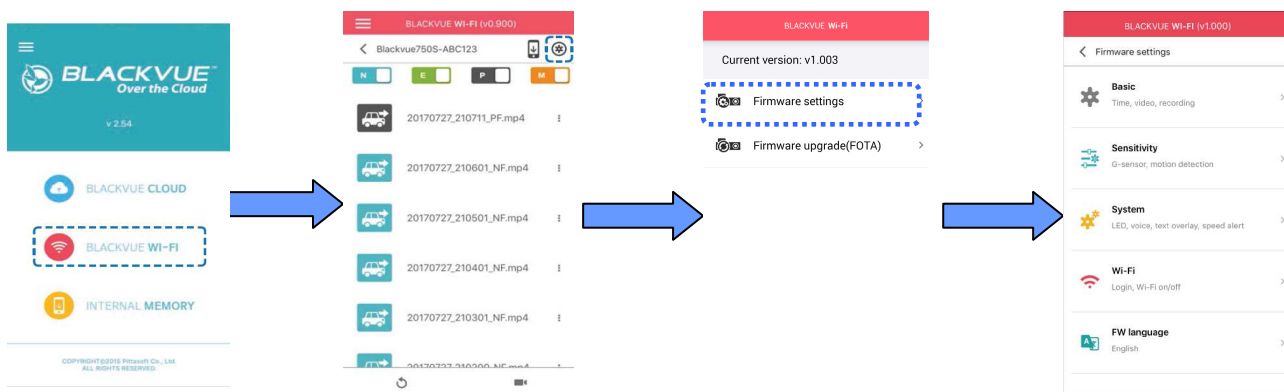 BLACKVUE™
Over the Cloud
v 2.54
BLACKVUE CLOUD
BLACKVUE WI-FI
INTERNAL MEMORY
COPYRIGHT©2015 Pittasoft Co., Ltd.
ALL RIGHTS RESERVED.
BLACKVUE WI-FI (v0.900)
Blackvue750S-ABC123
N E P M
20170727_210711_PF.mp4
20170727_210601_NF.mp4
20170727_210501_NF.mp4
20170727_210401_NF.mp4
20170727_210301_NF.mp4
20170727_210200_NF.mp4
BLACKVUE Wi-Fi
Current version: v1.003
Firmware settings
Firmware upgrade(FOTA)
BLACKVUE WI-FI (v1.000)
Firmware settings
Basic
Time, video, recording
Sensitivity
G-sensor, motion detection
System
LED, voice, text overlay, speed alert
Wi-Fi
Login, Wi-Fi on/off
FW language
English